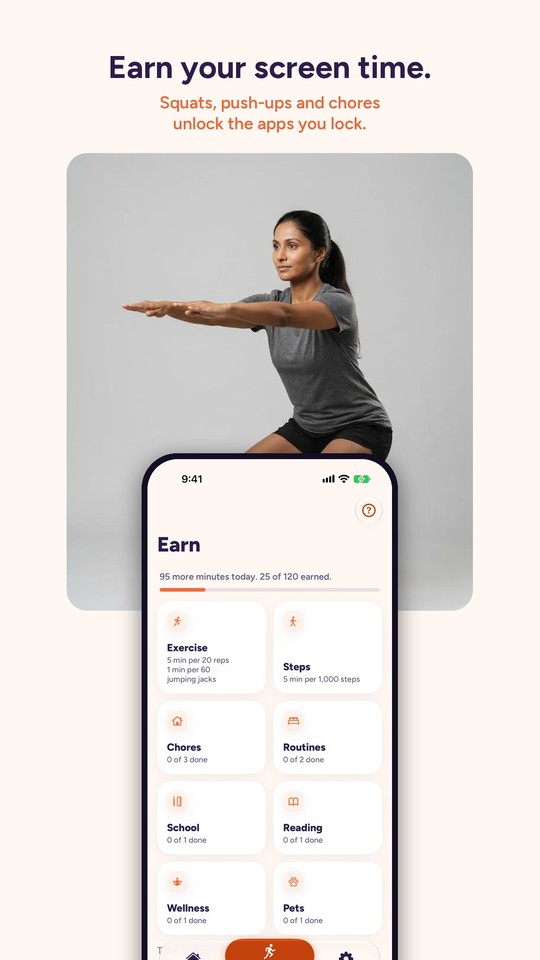 Earn your screen time.
Squats, push-ups and chores
unlock the apps you lock.
9:41
?
Earn
95 more minutes today. 25 of 120 earned.
Exercise
5 min per 20 reps
1 min per 60
jumping jacks
Steps
5 min per 1,000 steps
Chores
0 of 3 done
Routines
0 of 2 done
School
0 of 1 done
Reading
0 of 1 done
Wellness
0 of 1 done
Pets
0 of 1 done